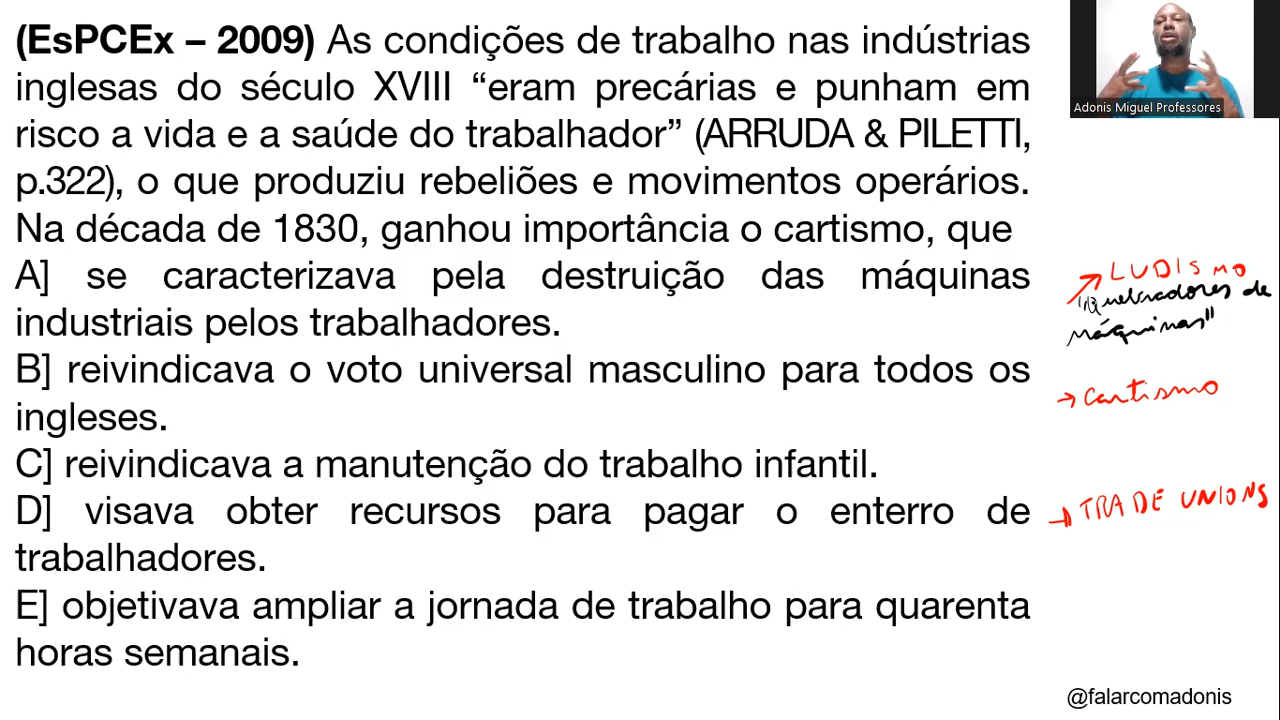 (EsPCEx – 2009) As condições de trabalho nas indústrias
inglesas do século XVIII “eram precárias e punham em
risco a vida e a saúde do trabalhador” (ARRUDA & PILETTI,
p.322), o que produziu rebeliões e movimentos operários.
Na década de 1830, ganhou importância o cartismo, que
A] se caracterizava pela destruição das máquinas
industriais pelos trabalhadores.
B] reivindicava o voto universal masculino para todos os
ingleses.
C] reivindicava a manutenção do trabalho infantil.
D] visava obter recursos para pagar o enterro de
trabalhadores.
E] objetivava ampliar a jornada de trabalho para quarenta
horas semanais.
Adonis Miguel Professores
→ LUDISMO
"Quebradores de
máquinas"
→ Cartismo
→ TRADE UNIONS
@falarcomadonis